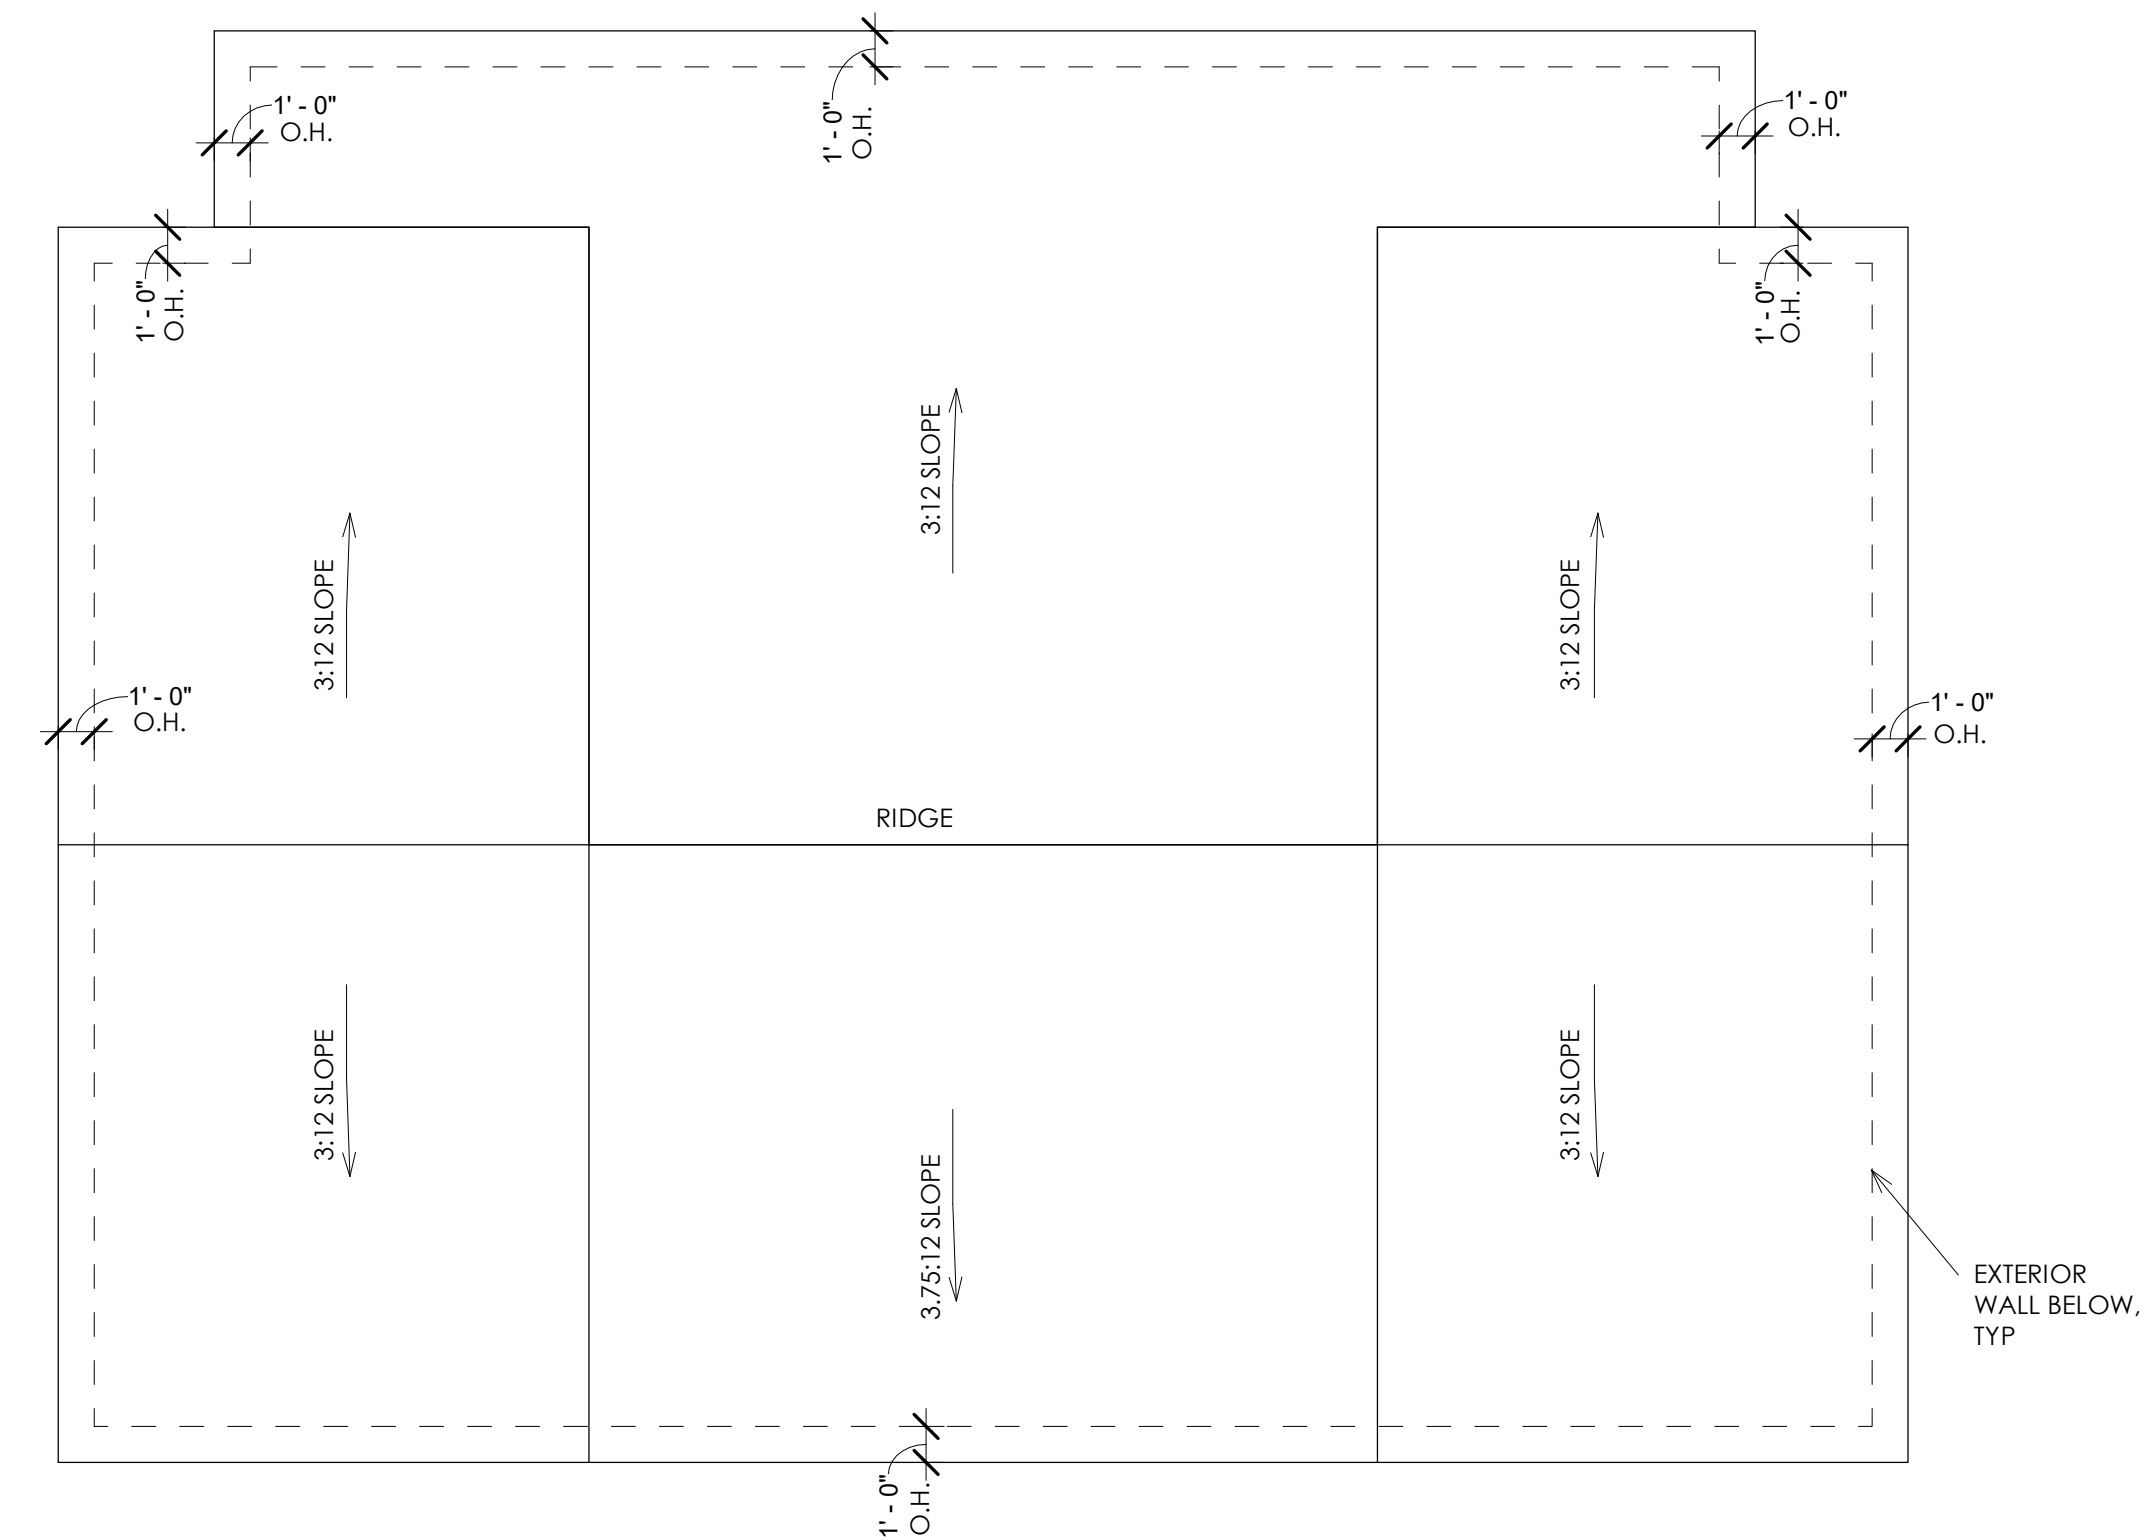 1' - 0"
O.H.
1' - 0"
O.H.
1' - 0"
O.H.
1' - 0"
O.H.
1' - 0"
O.H.
3:12 SLOPE
3:12 SLOPE
3:12 SLOPE
1' - 0"
O.H.
1' - 0"
O.H.
RIDGE
3:12 SLOPE
3.75:12 SLOPE
3:12 SLOPE
EXTERIOR
WALL BELOW,
TYP
1' - 0"
O.H.